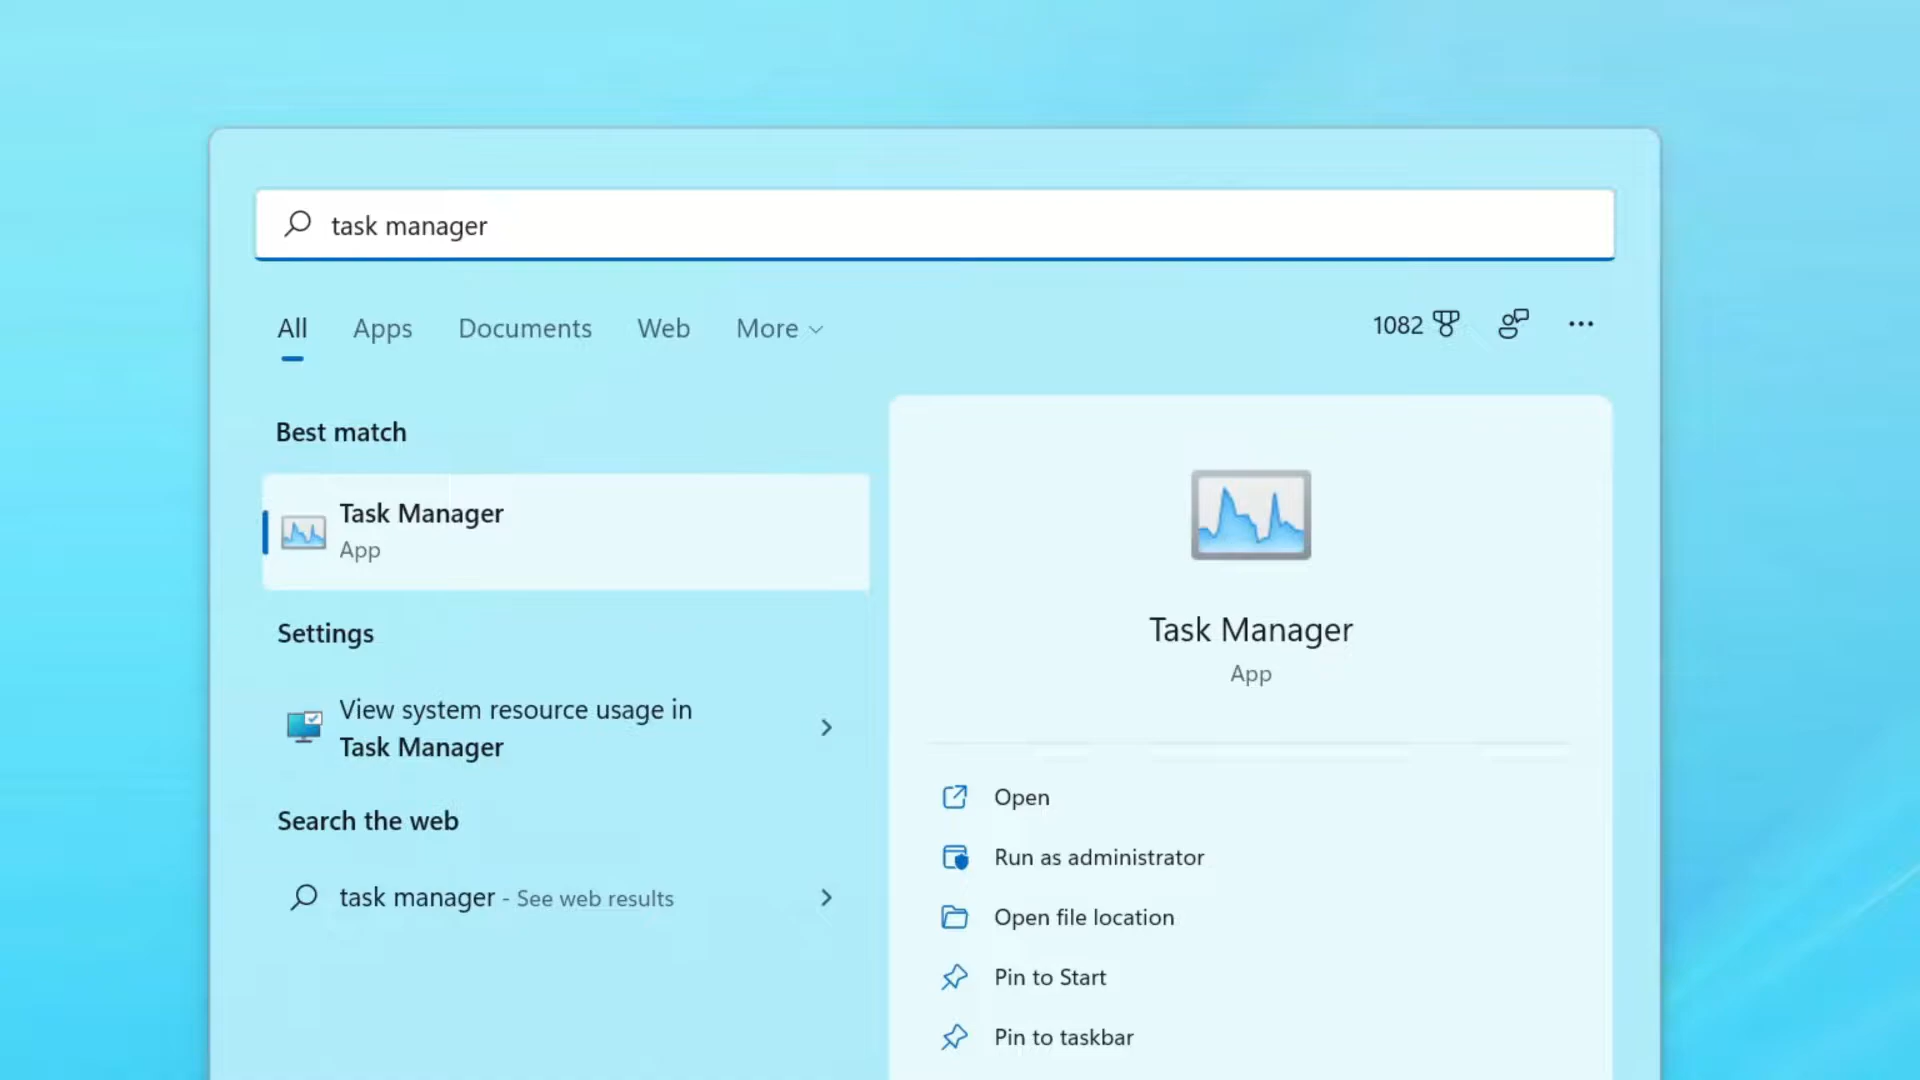 task manager
All Apps Documents Web More
1082
Best match
Task Manager
App
Settings
View system resource usage in
Task Manager
Search the web
task manager - See web results
Task Manager
App
Open
Run as administrator
Open file location
Pin to Start
Pin to taskbar